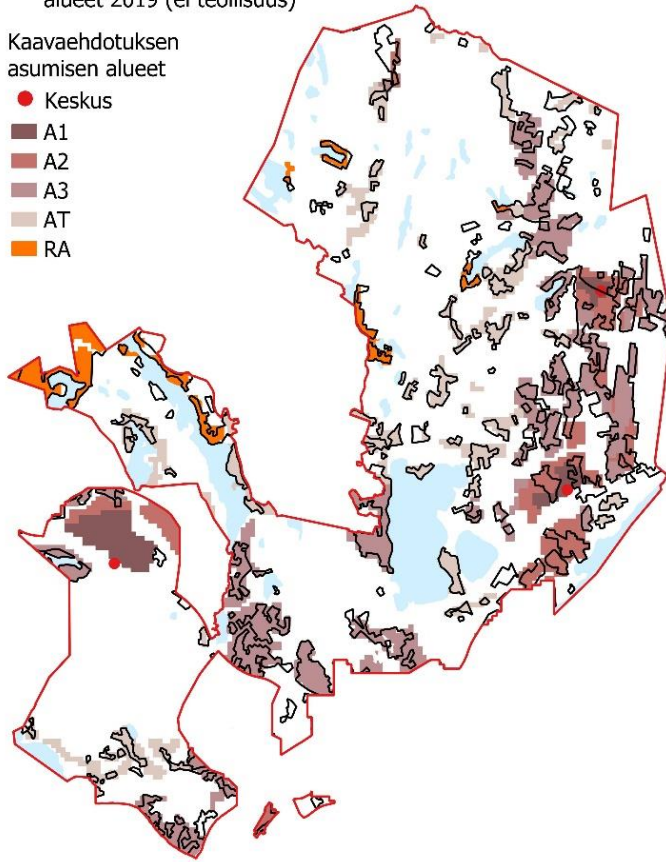 alueet 2019 (ei teollisuus)
Kaavaehdotuksen
asumisen alueet
Keskus
A1
A2
A3
AT
RA